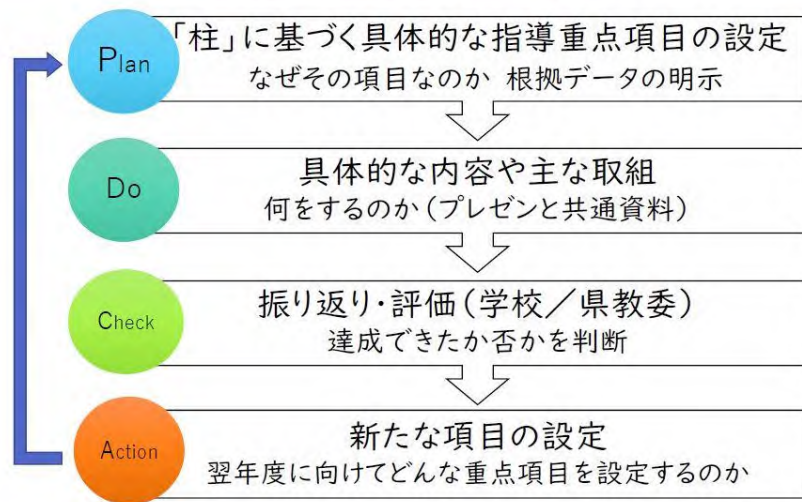 Plan
「柱」に基づく具体的な指導重点項目の設定
なぜその項目なのか 根拠データの明示
Do
具体的な内容や主な取組
何をするのか(プレゼンと共通資料)
Check
振り返り・評価(学校/県教委)
達成できたか否かを判断
Action
新たな項目の設定
翌年度に向けてどんな重点項目を設定するのか